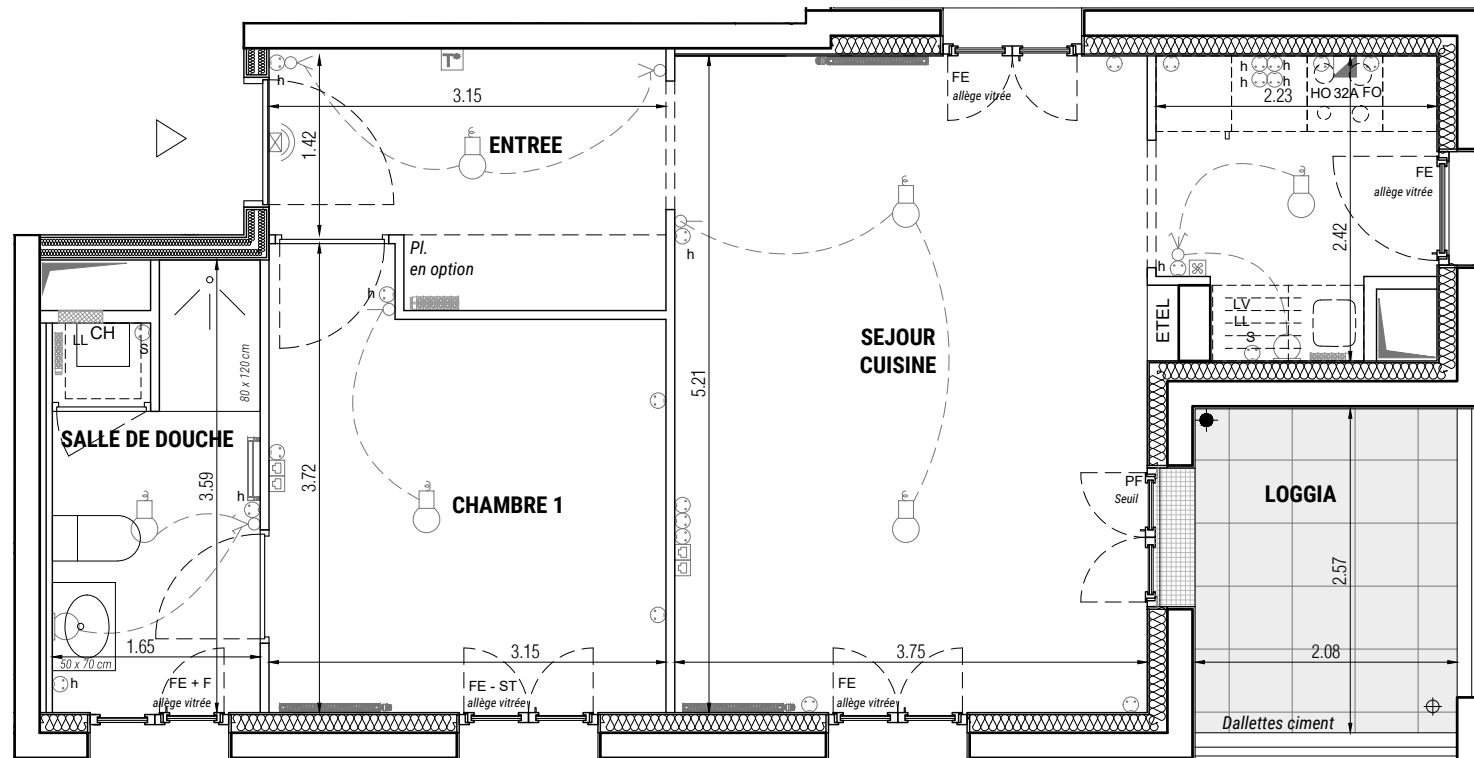 T°
h
3.15
1.42
ENTREE
FE
allège vitrée
h
h
h
h
HO 32A FO
2.23
FE
allège vitrée
2.42
h
Pl.
en option
h
h
LL
CH
S
80 x 120 cm
ETEL
LV
LL
S
SEJOUR
CUISINE
5.21
SALLE DE DOUCHE
3.59
3.72
h
CHAMBRE 1
PF
Seuil
LOGGIA
2.57
1.65
50 x 70 cm
h
FE + F
allège vitrée
3.15
FE - ST
allège vitrée
3.75
FE
allège vitrée
2.08
Dallettes ciment